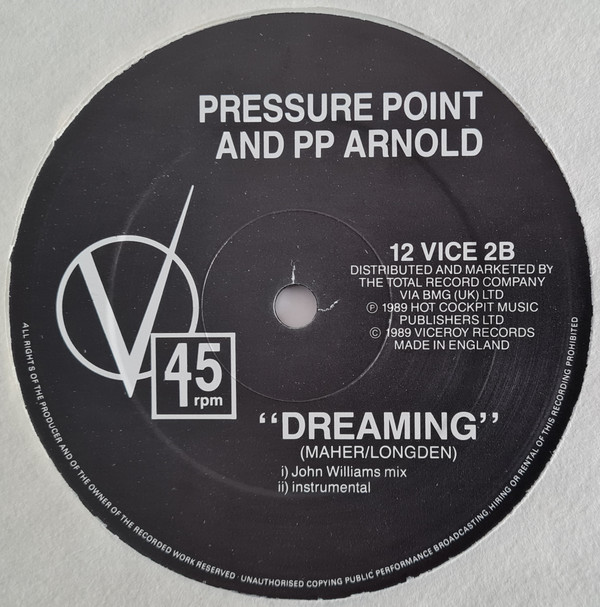 PRESSURE POINT
AND PP ARNOLD
12 VICE 2B
DISTRIBUTED AND MARKETED BY
THE TOTAL RECORD COMPANY
VIA BMG (UK) LTD
℗ 1989 HOT COCKPIT MUSIC
PUBLISHERS LTD
© 1989 VICEROY RECORDS
MADE IN ENGLAND
V
45
rpm
“DREAMING”
(MAHER/LONGDEN)
i) John Williams mix
ii) instrumental
ALL RIGHTS OF THE PRODUCER AND OF THE OWNER OF THE RECORDED WORK RESERVED · UNAUTHORISED COPYING PUBLIC PERFORMANCE BROADCASTING HIRING OR RENTAL OF THIS RECORDING PROHIBITED